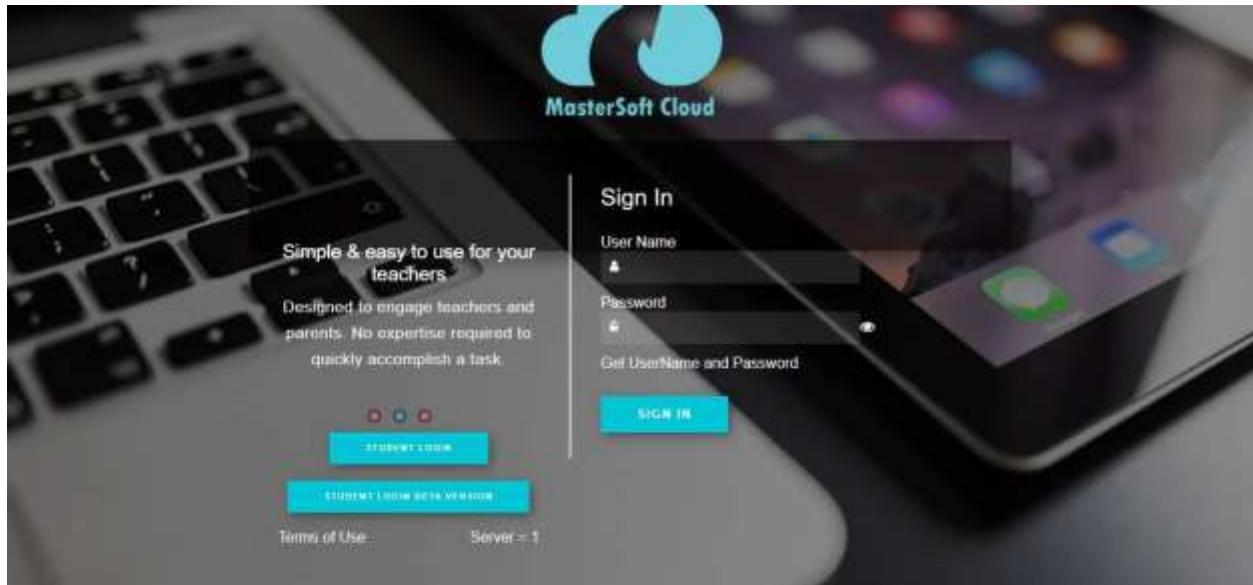 MasterSoft Cloud
Simple & easy to use for your
teachers
Designed to engage teachers and
parents. No expertise required to
quickly accomplish a task.
STUDENT LOGIN
STUDENT LOGIN BETA VERSION
Terms of Use
Server = 1
Sign In
User Name
Password
Get UserName and Password
SIGN IN